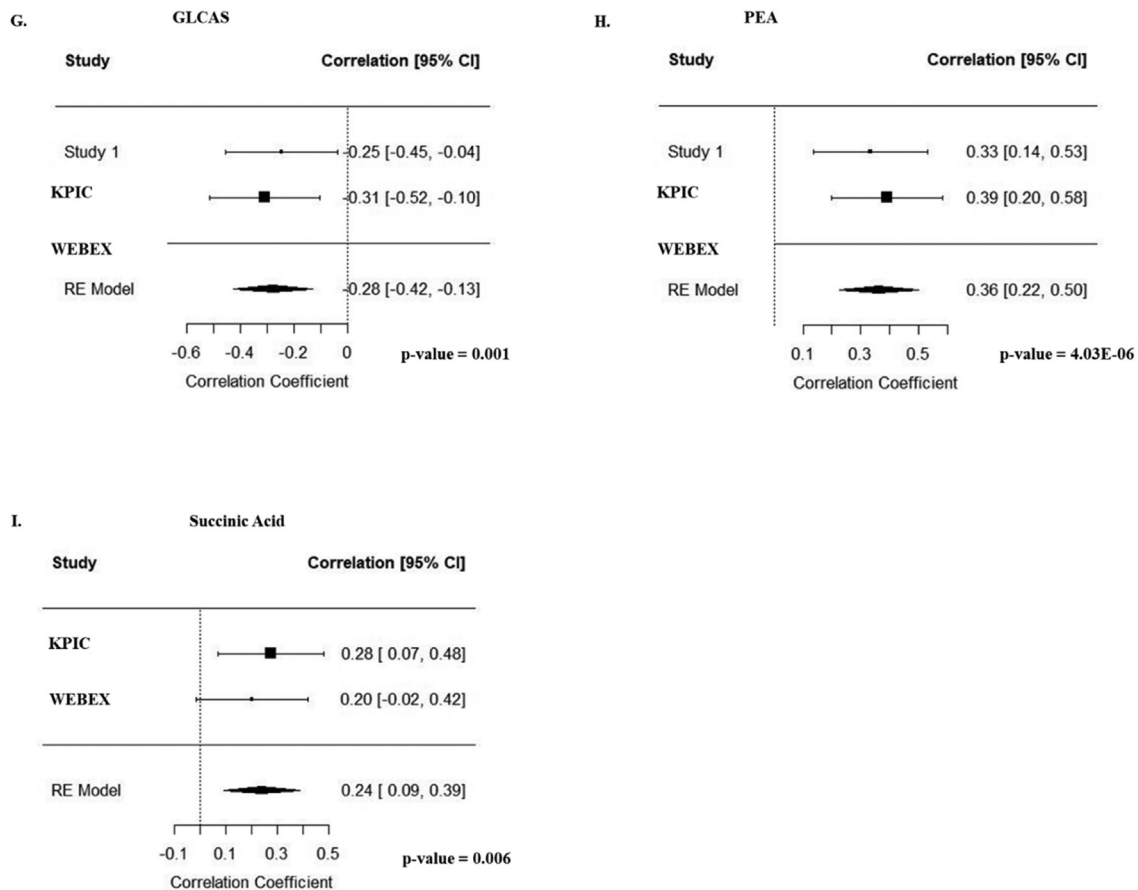 G. GLCAS
Study Correlation [95% CI]
Study 1 -0.25 [-0.45, -0.04]
KPIC -0.31 [-0.52, -0.10]
WEBEX
RE Model -0.28 [-0.42, -0.13]
-0.6 -0.4 -0.2 0
p-value = 0.001
Correlation Coefficient
H. PEA
Study Correlation [95% CI]
Study 1 0.33 [0.14, 0.53]
KPIC 0.39 [0.20, 0.58]
WEBEX
RE Model 0.36 [0.22, 0.50]
0.1 0.3 0.5
p-value = 4.03E-06
Correlation Coefficient
I. Succinic Acid
Study Correlation [95% CI]
KPIC 0.28 [ 0.07, 0.48]
WEBEX 0.20 [-0.02, 0.42]
RE Model 0.24 [ 0.09, 0.39]
-0.1 0.1 0.3 0.5
p-value = 0.006
Correlation Coefficient